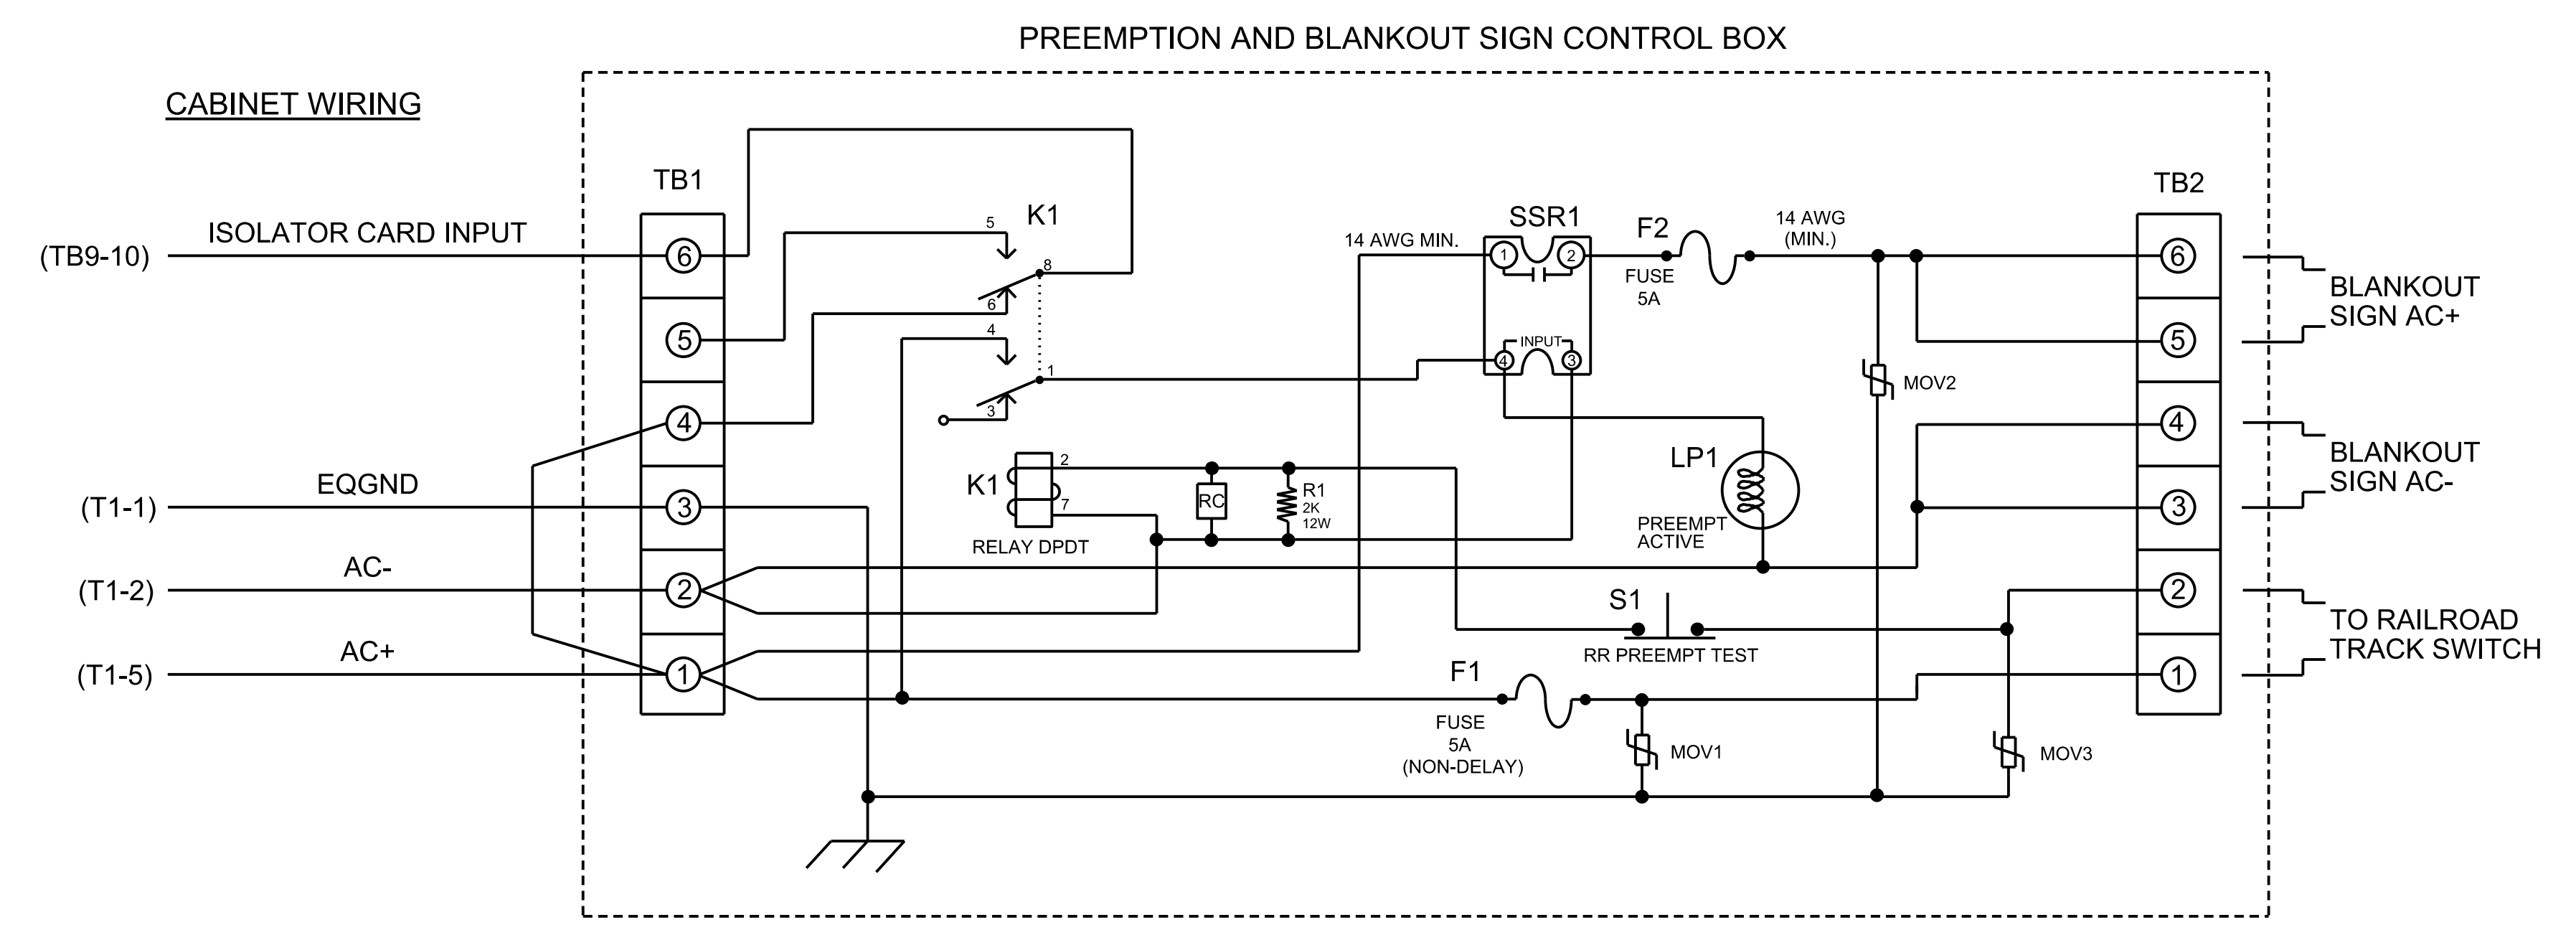 PREEMPTION AND BLANKOUT SIGN CONTROL BOX
CABINET WIRING
TB1
TB2
K1
5
8
6
4
1
3
SSR1
F2
14 AWG
(MIN.)
14 AWG MIN.
1
2
FUSE
5A
INPUT
4
3
(TB9-10)
ISOLATOR CARD INPUT
6
5
4
3
2
1
(T1-1)
EQGND
(T1-2)
AC-
(T1-5)
AC+
K1
2
7
RELAY DPDT
RC
R1
2K
12W
LP1
PREEMPT
ACTIVE
MOV2
S1
RR PREEMPT TEST
F1
FUSE
5A
(NON-DELAY)
MOV1
MOV3
6
5
4
3
2
1
BLANKOUT
SIGN AC+
BLANKOUT
SIGN AC-
TO RAILROAD
TRACK SWITCH